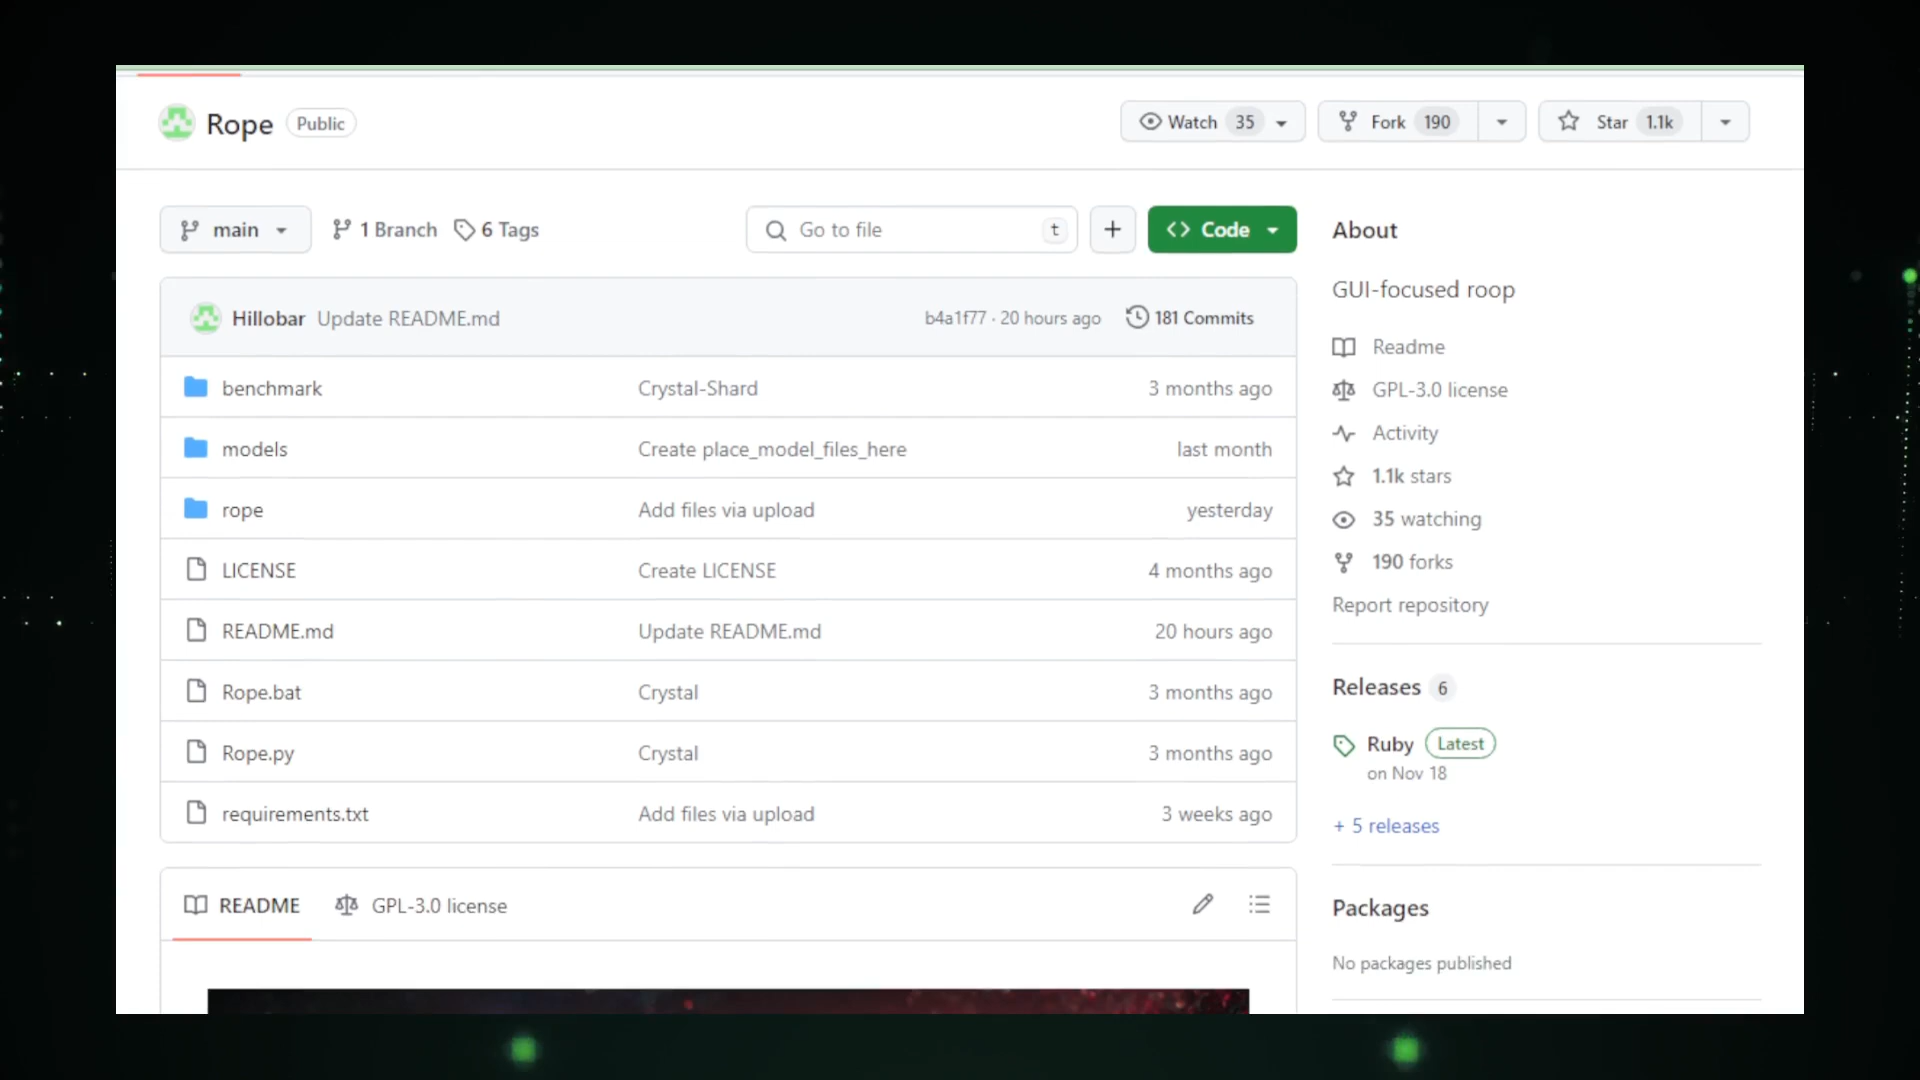 Rope Public Watch 35 Fork 190 Star 1.1k
main 1 Branch 6 Tags Go to file t + Code
Hillobar Update README.md b4a1f77 · 20 hours ago 181 Commits
benchmark Crystal-Shard 3 months ago
models Create place_model_files_here last month
rope Add files via upload yesterday
LICENSE Create LICENSE 4 months ago
README.md Update README.md 20 hours ago
Rope.bat Crystal 3 months ago
Rope.py Crystal 3 months ago
requirements.txt Add files via upload 3 weeks ago
README GPL-3.0 license
About
GUI-focused roop
Readme
GPL-3.0 license
Activity
1.1k stars
35 watching
190 forks
Report repository
Releases 6
Ruby Latest
on Nov 18
+ 5 releases
Packages
No packages published